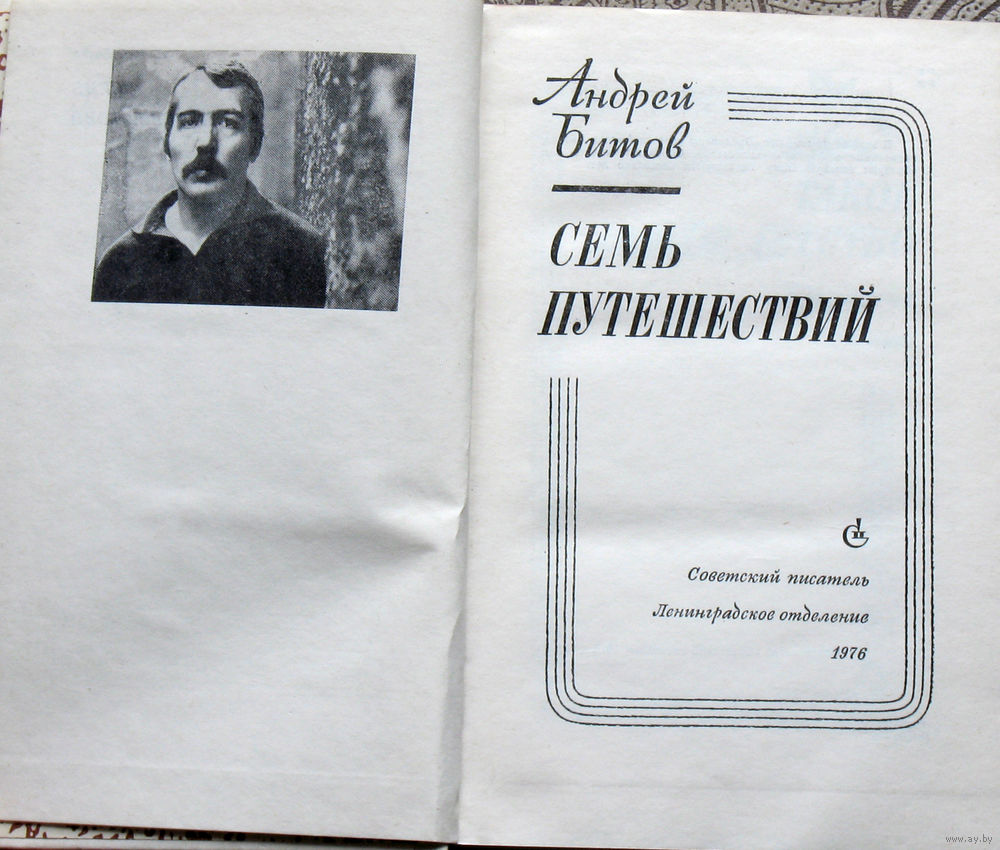 Андрей
Битов
СЕМЬ
ПУТЕШЕСТВИЙ
Советский писатель
Ленинградское отделение
1976
www.ay.by